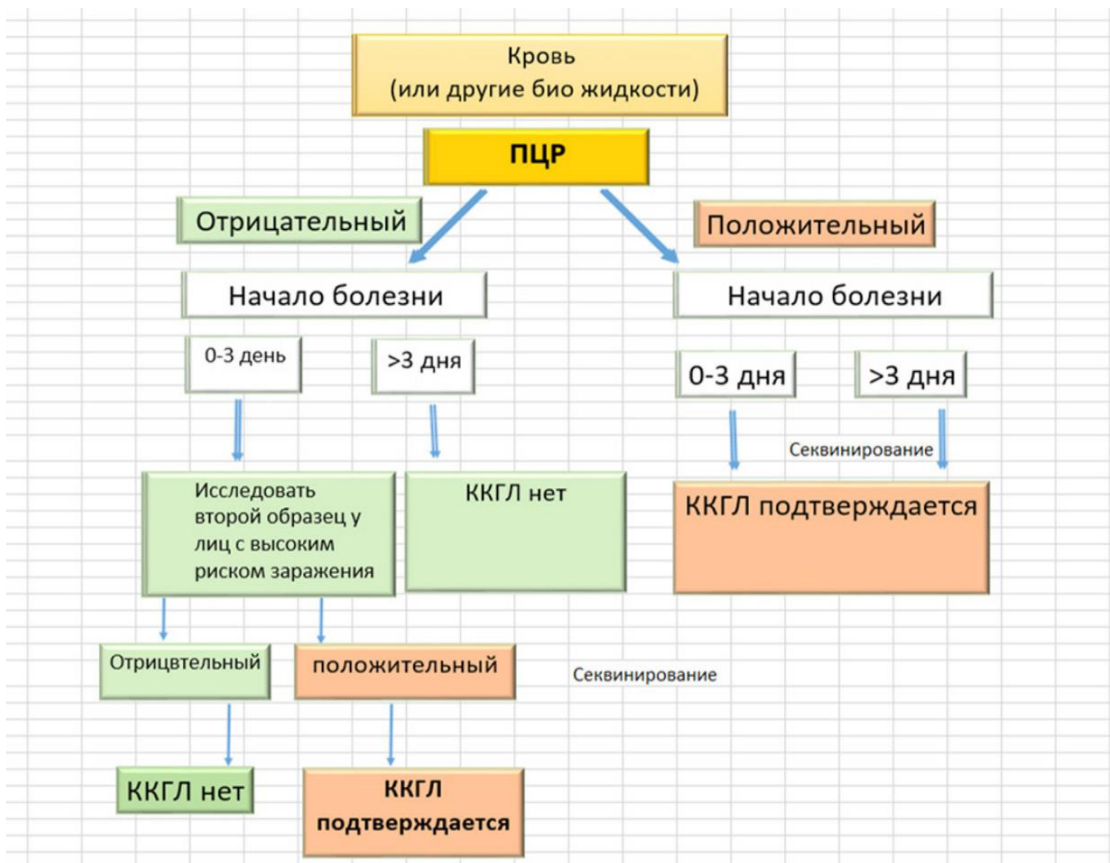 Кровь
(или другие био жидкости)
ПЦР
Отрицательный
Положительный
Начало болезни
Начало болезни
0-3 день
>3 дня
0-3 дня
>3 дня
Секвинирование
Исследовать
второй образец у
лиц с высоким
риском заражения
ККГЛ нет
ККГЛ подтверждается
Отрицвтельный
положительный
Секвинирование
ККГЛ нет
ККГЛ
подтверждается